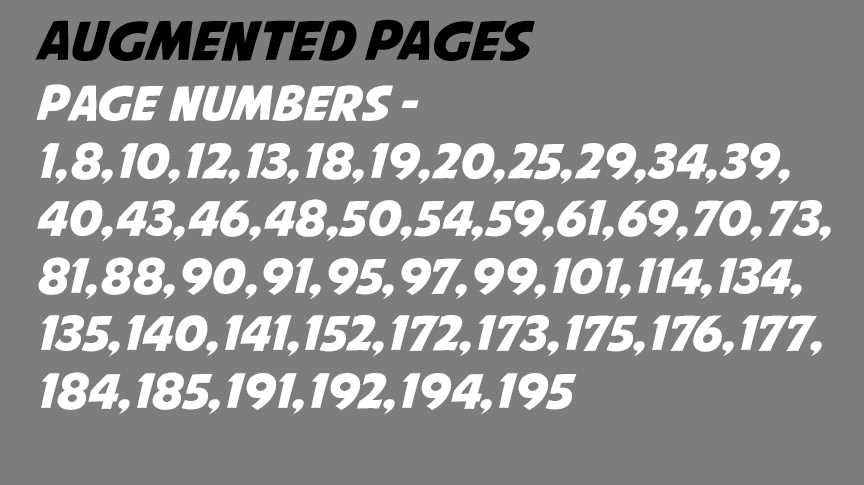 AUGMENTED PAGES
PAGE NUMBERS -
1,8,10,12,13,18,19,20,25,29,34,39,
40,43,46,48,50,54,59,61,69,70,73,
81,88,90,91,95,97,99,101,114,134,
135,140,141,152,172,173,175,176,177,
184,185,191,192,194,195